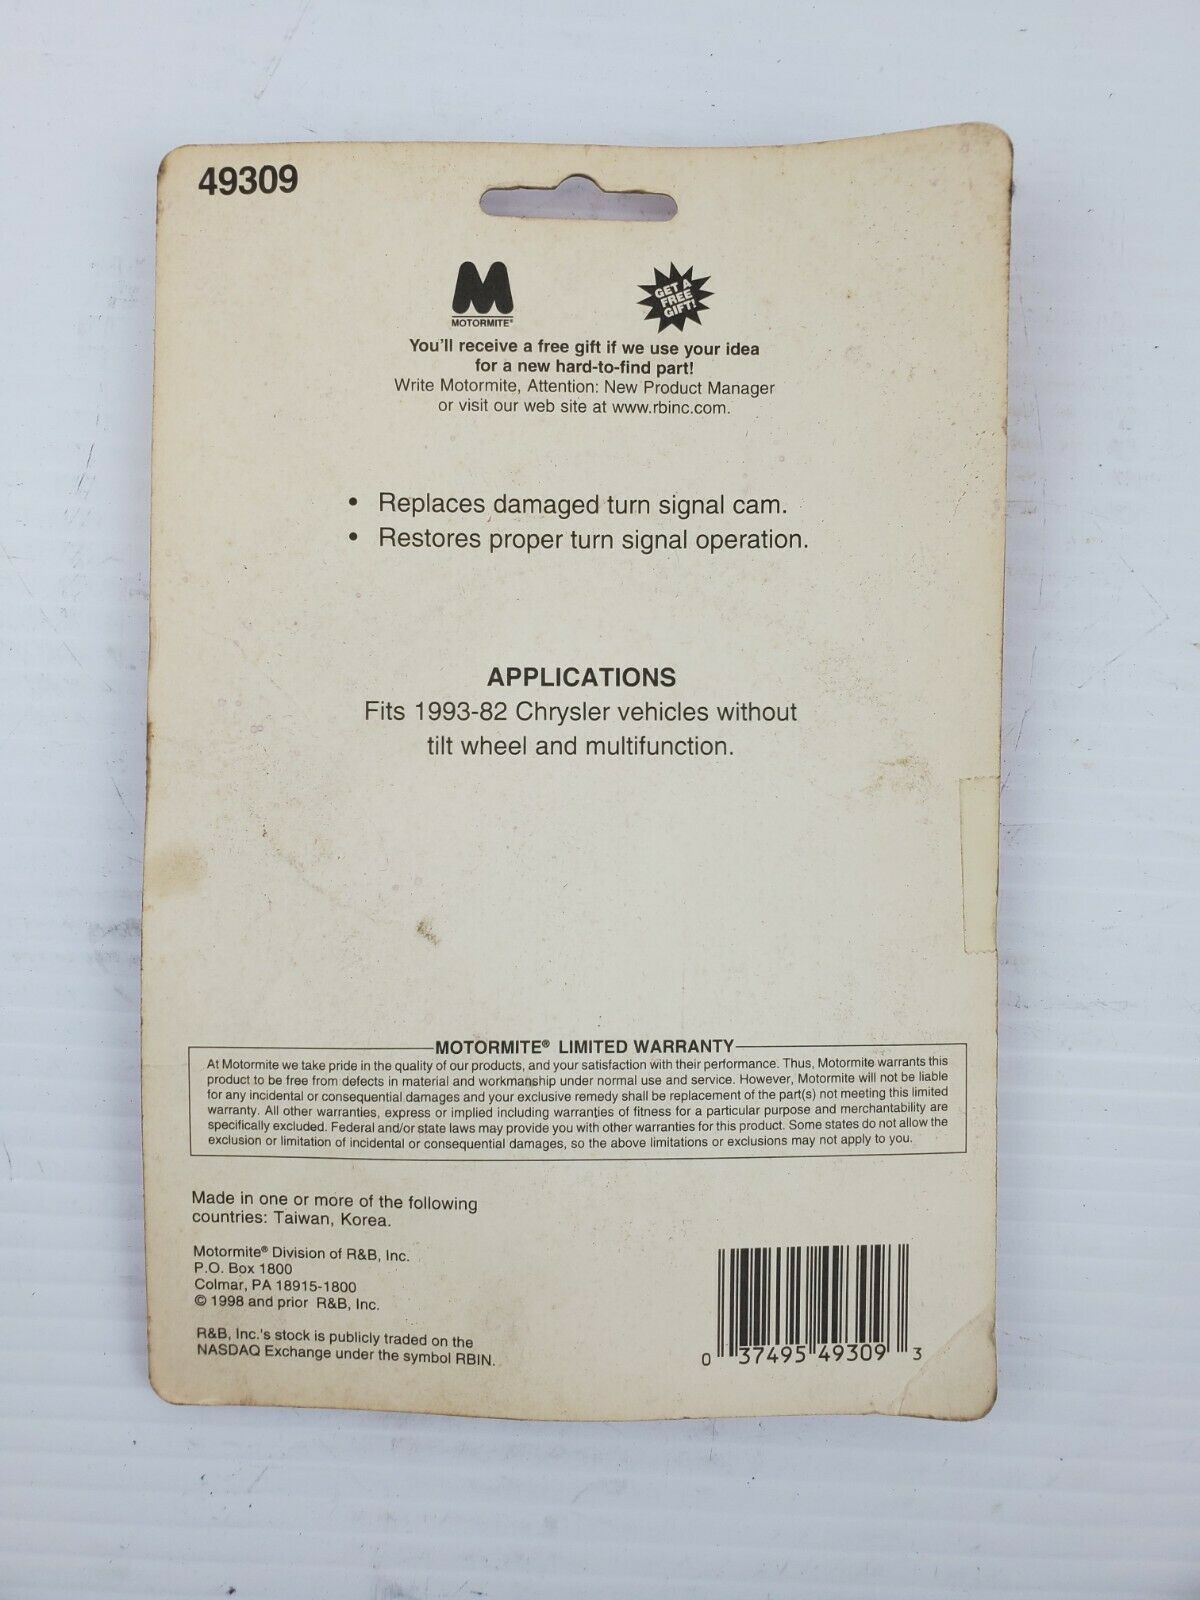 49309
MOTORMITE®
GET A
FREE
GIFT!
You'll receive a free gift if we use your idea
for a new hard-to-find part!
Write Motormite, Attention: New Product Manager
or visit our web site at www.rbinc.com.
• Replaces damaged turn signal cam.
• Restores proper turn signal operation.
APPLICATIONS
Fits 1993-82 Chrysler vehicles without
tilt wheel and multifunction.
MOTORMITE® LIMITED WARRANTY
At Motormite we take pride in the quality of our products, and your satisfaction with their performance. Thus, Motormite warrants this
product to be free from defects in material and workmanship under normal use and service. However, Motormite will not be liable
for any incidental or consequential damages and your exclusive remedy shall be replacement of the part(s) not meeting this limited
warranty. All other warranties, express or implied including warranties of fitness for a particular purpose and merchantability are
specifically excluded. Federal and/or state laws may provide you with other warranties for this product. Some states do not allow the
exclusion or limitation of incidental or consequential damages, so the above limitations or exclusions may not apply to you.
Made in one or more of the following
countries: Taiwan, Korea.
Motormite® Division of R&B, Inc.
P.O. Box 1800
Colmar, PA 18915-1800
© 1998 and prior R&B, Inc.
R&B, Inc.'s stock is publicly traded on the
NASDAQ Exchange under the symbol RBIN.
0 37495 49309 3